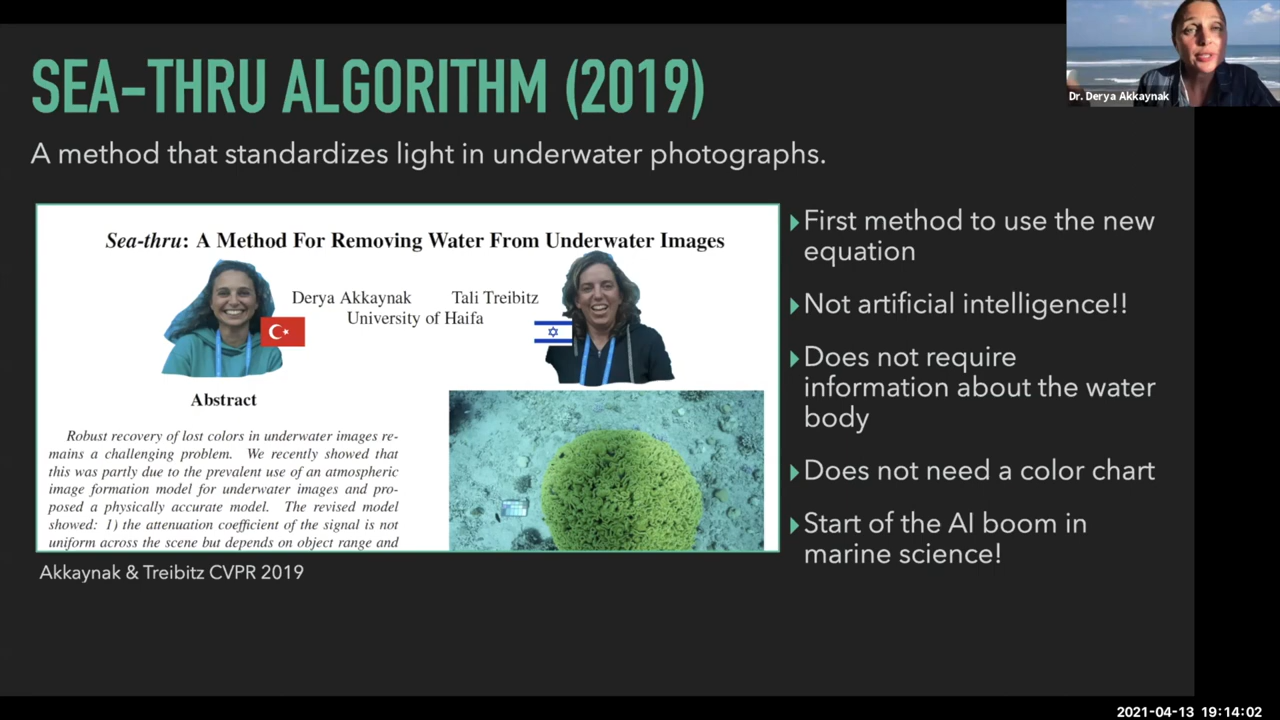 SEA-THRU ALGORITHM (2019)
Dr. Derya Akkaynak
A method that standardizes light in underwater photographs.
Sea-thru: A Method For Removing Water From Underwater Images
Derya Akkaynak Tali Treibitz
University of Haifa
Abstract
Robust recovery of lost colors in underwater images re-
mains a challenging problem. We recently showed that
this was partly due to the prevalent use of an atmospheric
image formation model for underwater images and pro-
posed a physically accurate model. The revised model
showed: 1) the attenuation coefficient of the signal is not
uniform across the scene but depends on object range and
Akkaynak & Treibitz CVPR 2019
First method to use the new
equation
Not artificial intelligence!!
Does not require
information about the water
body
Does not need a color chart
Start of the AI boom in
marine science!
2021-04-13 19:14:02